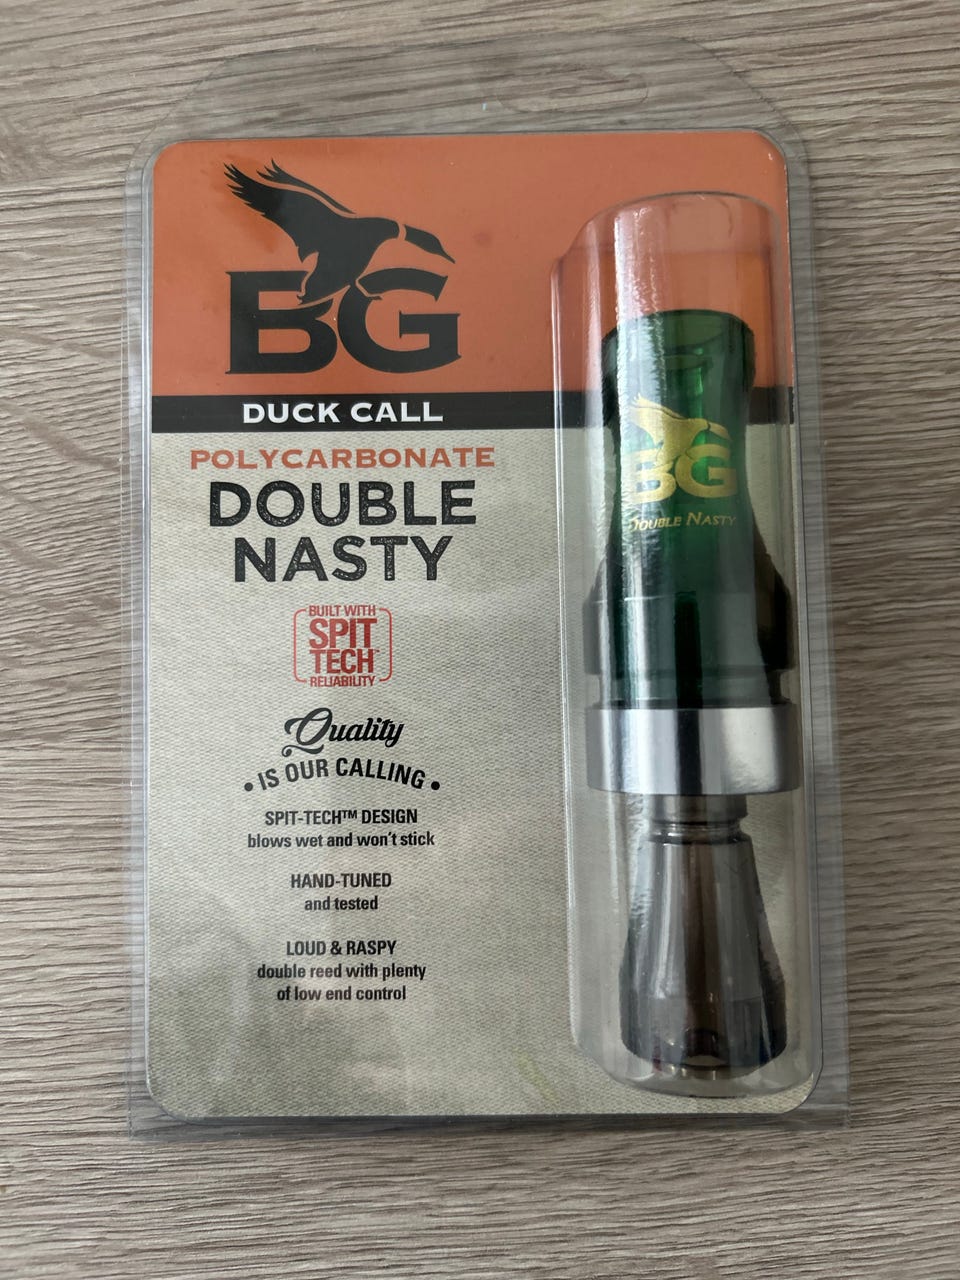 BG
DUCK CALL
POLYCARBONATE
DOUBLE
NASTY
BUILT WITH
SPIT
TECH™
RELIABILITY
Quality
• IS OUR CALLING •
SPIT-TECH™ DESIGN
blows wet and won't stick
HAND-TUNED
and tested
LOUD & RASPY
double reed with plenty
of low end control
BG
DOUBLE NASTY